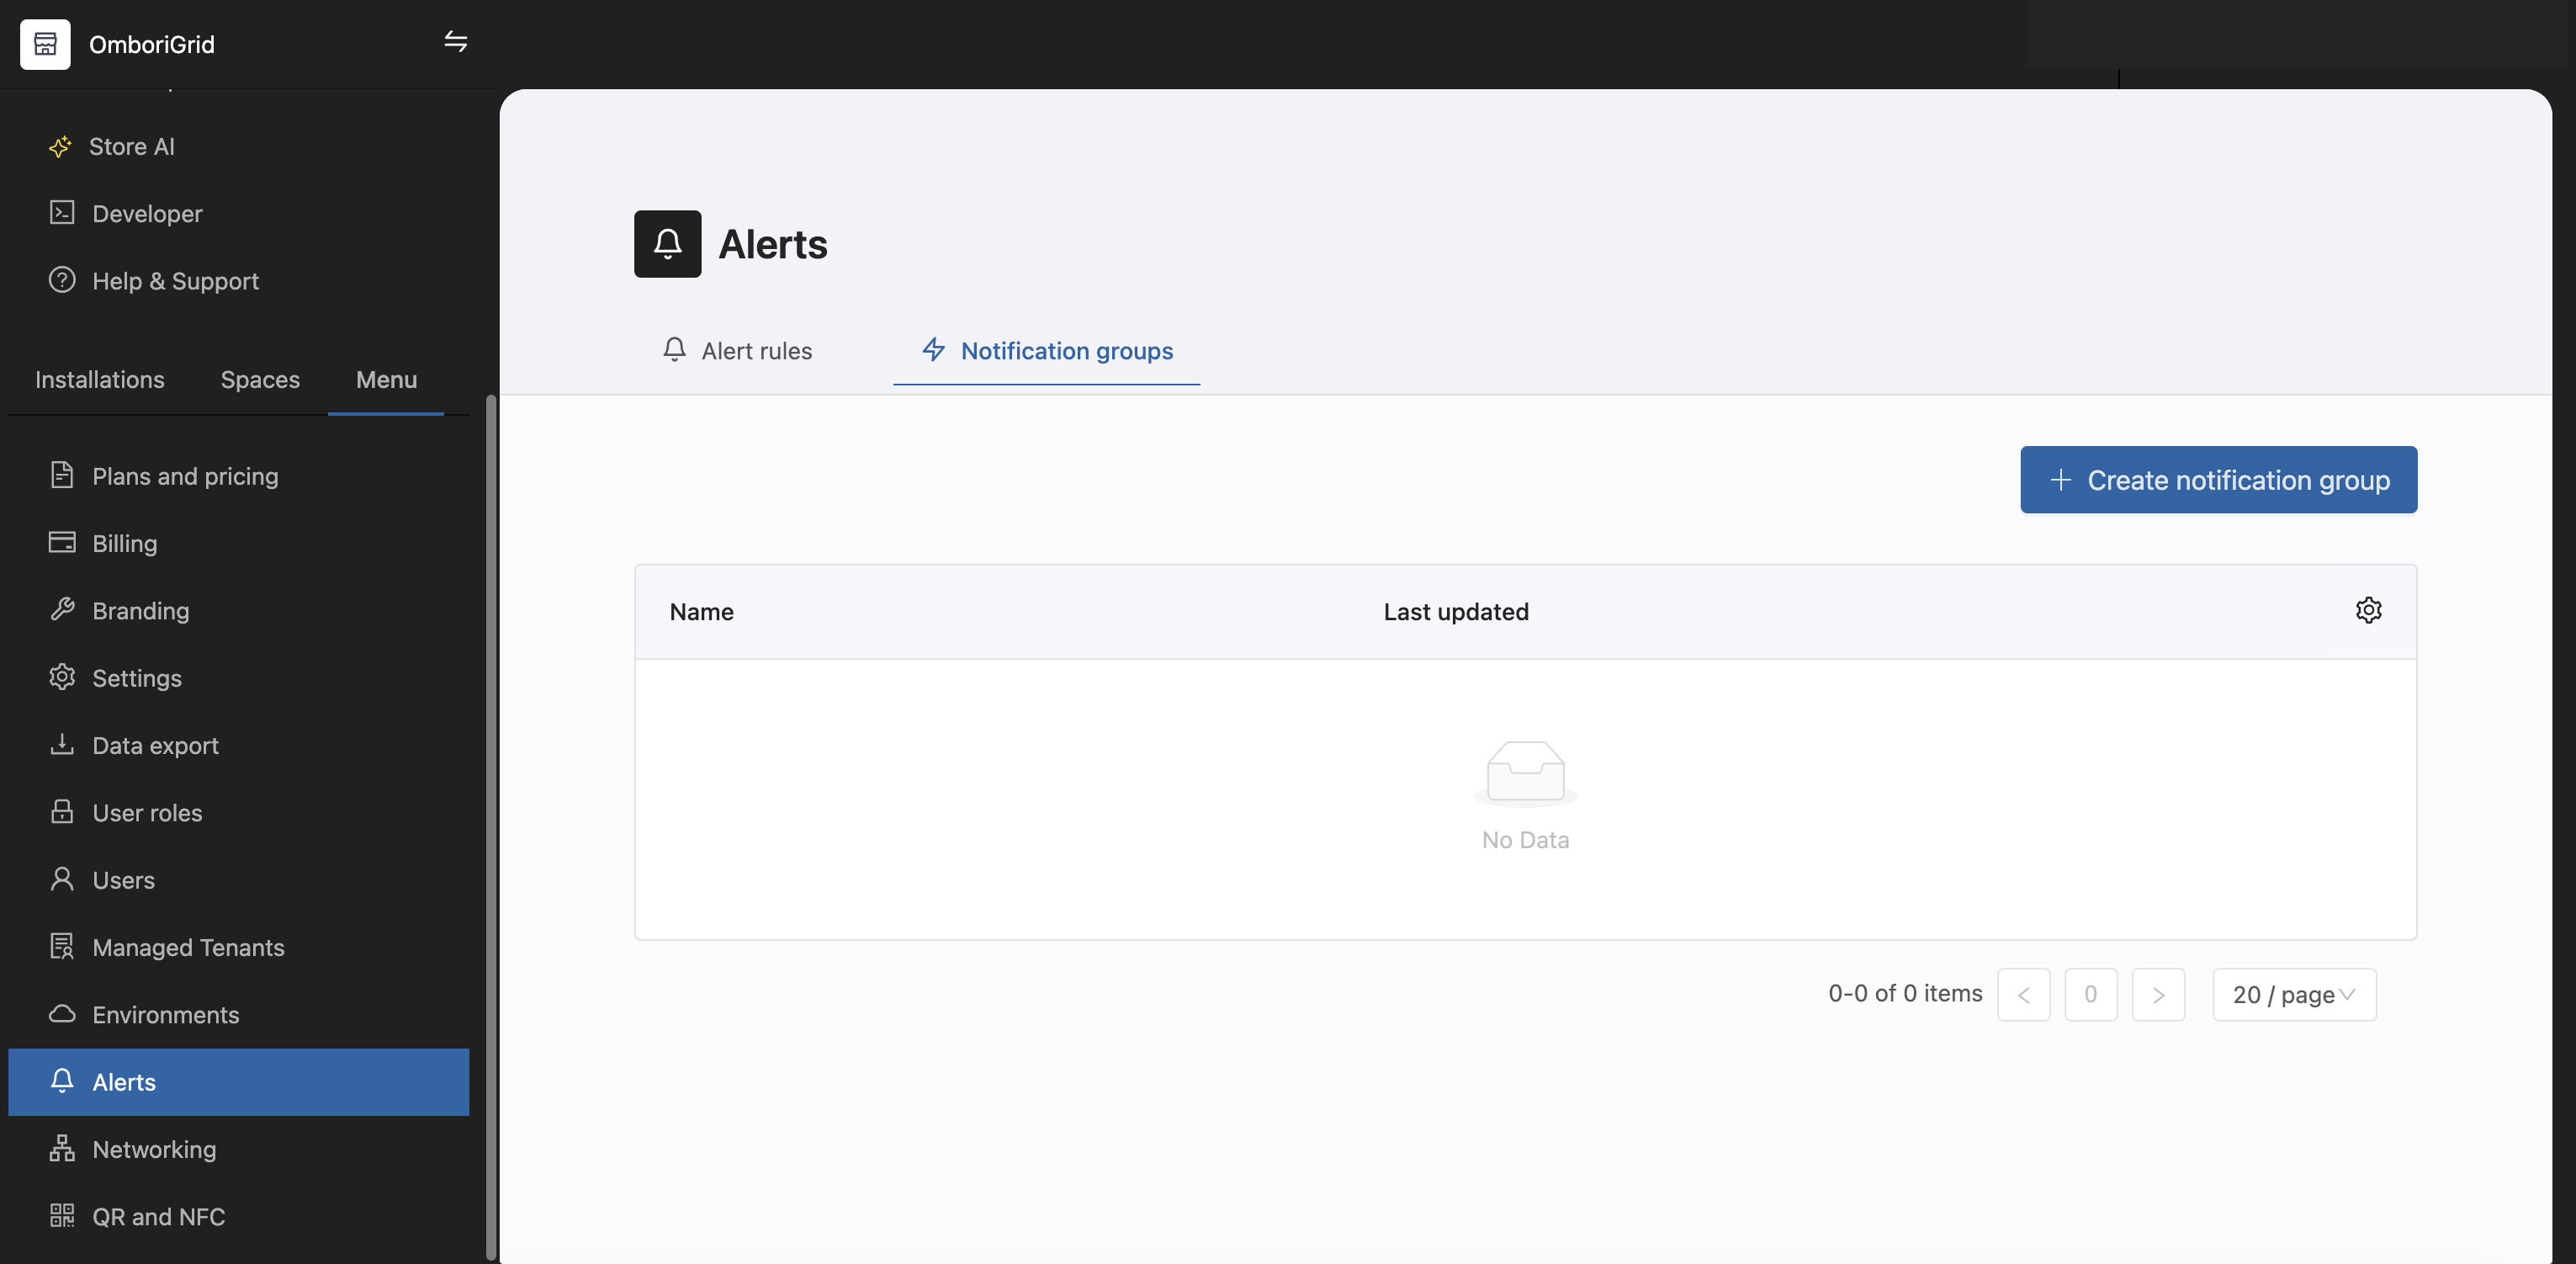 OmboriGrid
Store AI
Developer
Help & Support
Installations
Spaces
Menu
Plans and pricing
Billing
Branding
Settings
Data export
User roles
Users
Managed Tenants
Environments
Alerts
Networking
QR and NFC
Alerts
Alert rules
Notification groups
Create notification group
Name
Last updated
No Data
0-0 of 0 items
0
20 / page